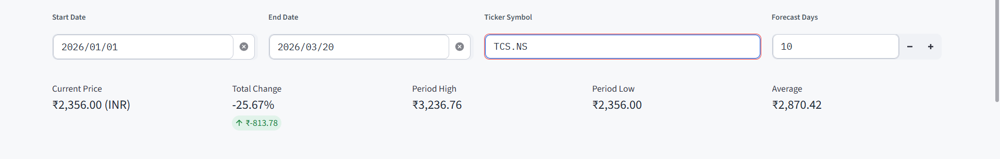 Start Date
End Date
Ticker Symbol
Forecast Days
2026/01/01
2026/03/20
TCS.NS
10
Current Price
Total Change
Period High
Period Low
Average
₹2,356.00 (INR)
-25.67%
₹3,236.76
₹2,356.00
₹2,870.42
↑ ₹-813.78